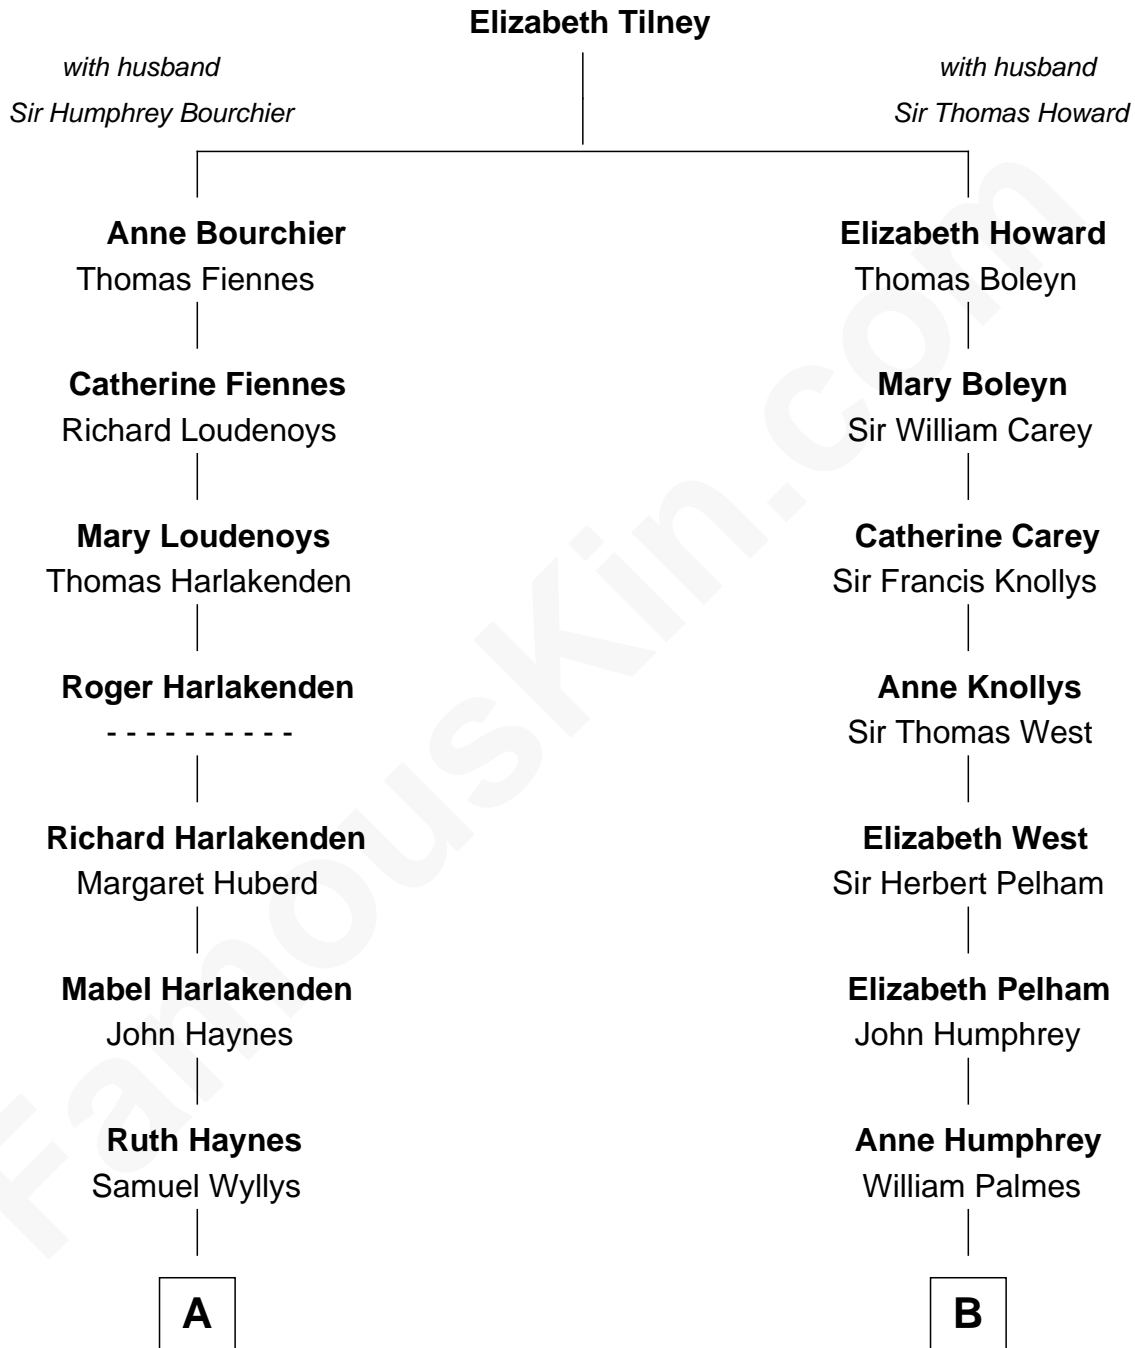 Elizabeth Tilney
with husband
Sir Humphrey Bourchier
with husband
Sir Thomas Howard
Anne Bourchier
Thomas Fiennes
Catherine Fiennes
Richard Loudenoys
Mary Loudenoys
Thomas Harlakenden
Roger Harlakenden
- - - - - - - - - -
Richard Harlakenden
Margaret Huberd
Mabel Harlakenden
John Haynes
Ruth Haynes
Samuel Wyllys
A
Elizabeth Howard
Thomas Boleyn
Mary Boleyn
Sir William Carey
Catherine Carey
Sir Francis Knollys
Anne Knollys
Sir Thomas West
Elizabeth West
Sir Herbert Pelham
Elizabeth Pelham
John Humphrey
Anne Humphrey
William Palmes
B
FamousKin.com